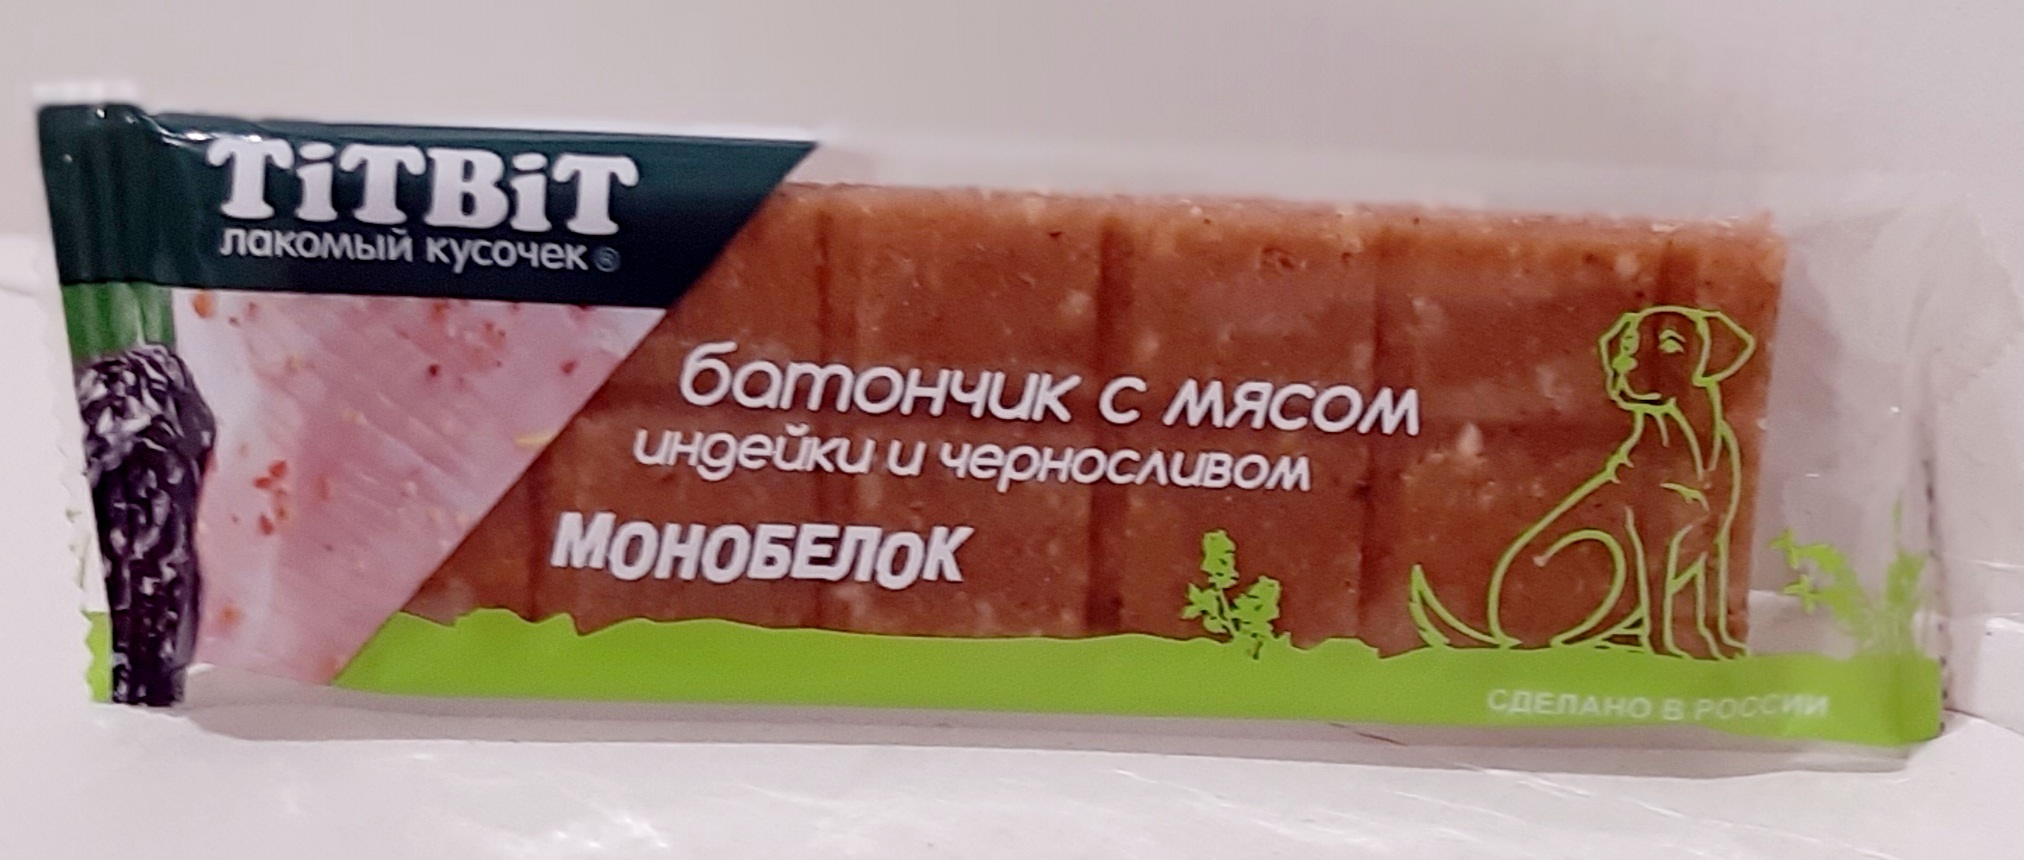 TiTBiT
лакомый кусочек®
батончик с мясом
индейки и черносливом
МОНОБЕЛОК
СДЕЛАНО В РОССИИ